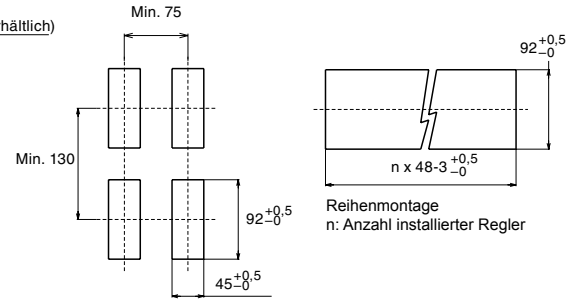 rhältlich)
Min. 75
Min. 130
92 +0,5 –0
45 +0,5 –0
92 +0,5 –0
n x 48-3 +0,5 –0
Reihenmontage
n: Anzahl installierter Regler